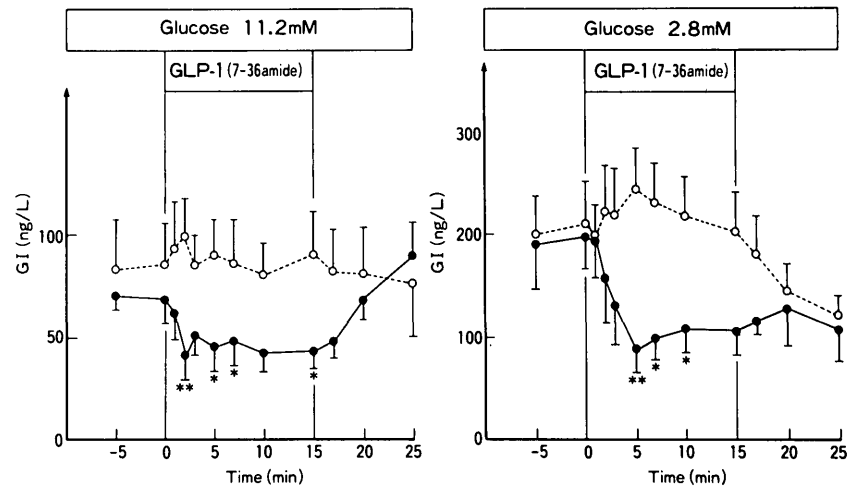 Glucose 11.2mM
GLP-1 (7-36amide)
GI (ng/L)
100
50
0
-5 0 5 10 15 20 25
Time (min)
** * * *
Glucose 2.8mM
GLP-1 (7-36amide)
GI (ng/L)
300
200
100
0
-5 0 5 10 15 20 25
Time (min)
** * *